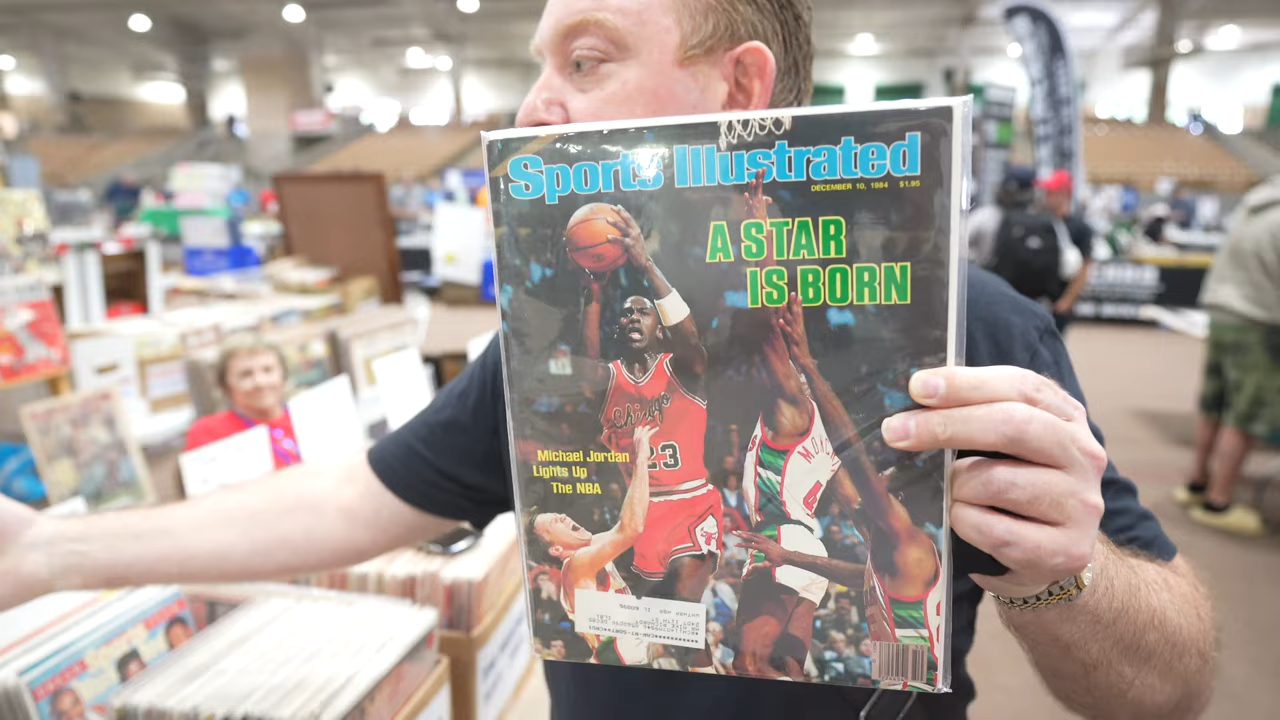 Sports Illustrated
DECEMBER 10, 1984 $1.95
A STAR
IS BORN
Chicago
23
Michael Jordan
Lights Up
The NBA